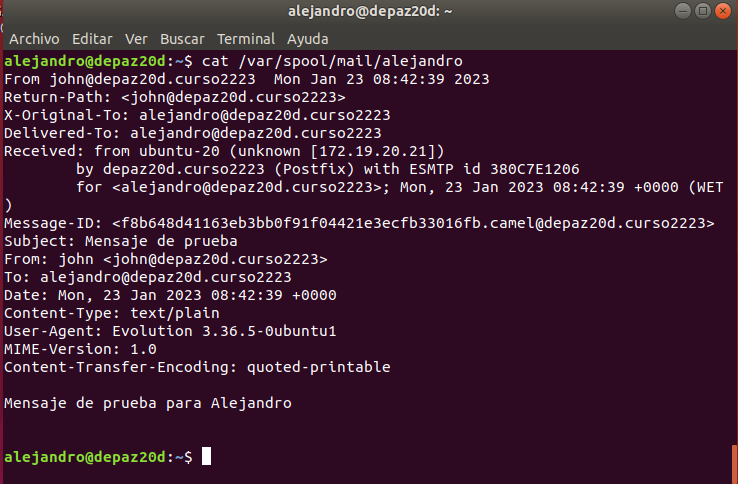 alejandro@depaz20d: ~
Archivo Editar Ver Buscar Terminal Ayuda
alejandro@depaz20d:~$ cat /var/spool/mail/alejandro
From john@depaz20d.curso2223  Mon Jan 23 08:42:39 2023
Return-Path: <john@depaz20d.curso2223>
X-Original-To: alejandro@depaz20d.curso2223
Delivered-To: alejandro@depaz20d.curso2223
Received: from ubuntu-20 (unknown [172.19.20.21])
        by depaz20d.curso2223 (Postfix) with ESMTP id 380C7E1206
        for <alejandro@depaz20d.curso2223>; Mon, 23 Jan 2023 08:42:39 +0000 (WET
)
Message-ID: <f8b648d41163eb3bb0f91f04421e3ecfb33016fb.camel@depaz20d.curso2223>
Subject: Mensaje de prueba
From: john <john@depaz20d.curso2223>
To: alejandro@depaz20d.curso2223
Date: Mon, 23 Jan 2023 08:42:39 +0000
Content-Type: text/plain
User-Agent: Evolution 3.36.5-0ubuntu1
MIME-Version: 1.0
Content-Transfer-Encoding: quoted-printable

Mensaje de prueba para Alejandro

alejandro@depaz20d:~$